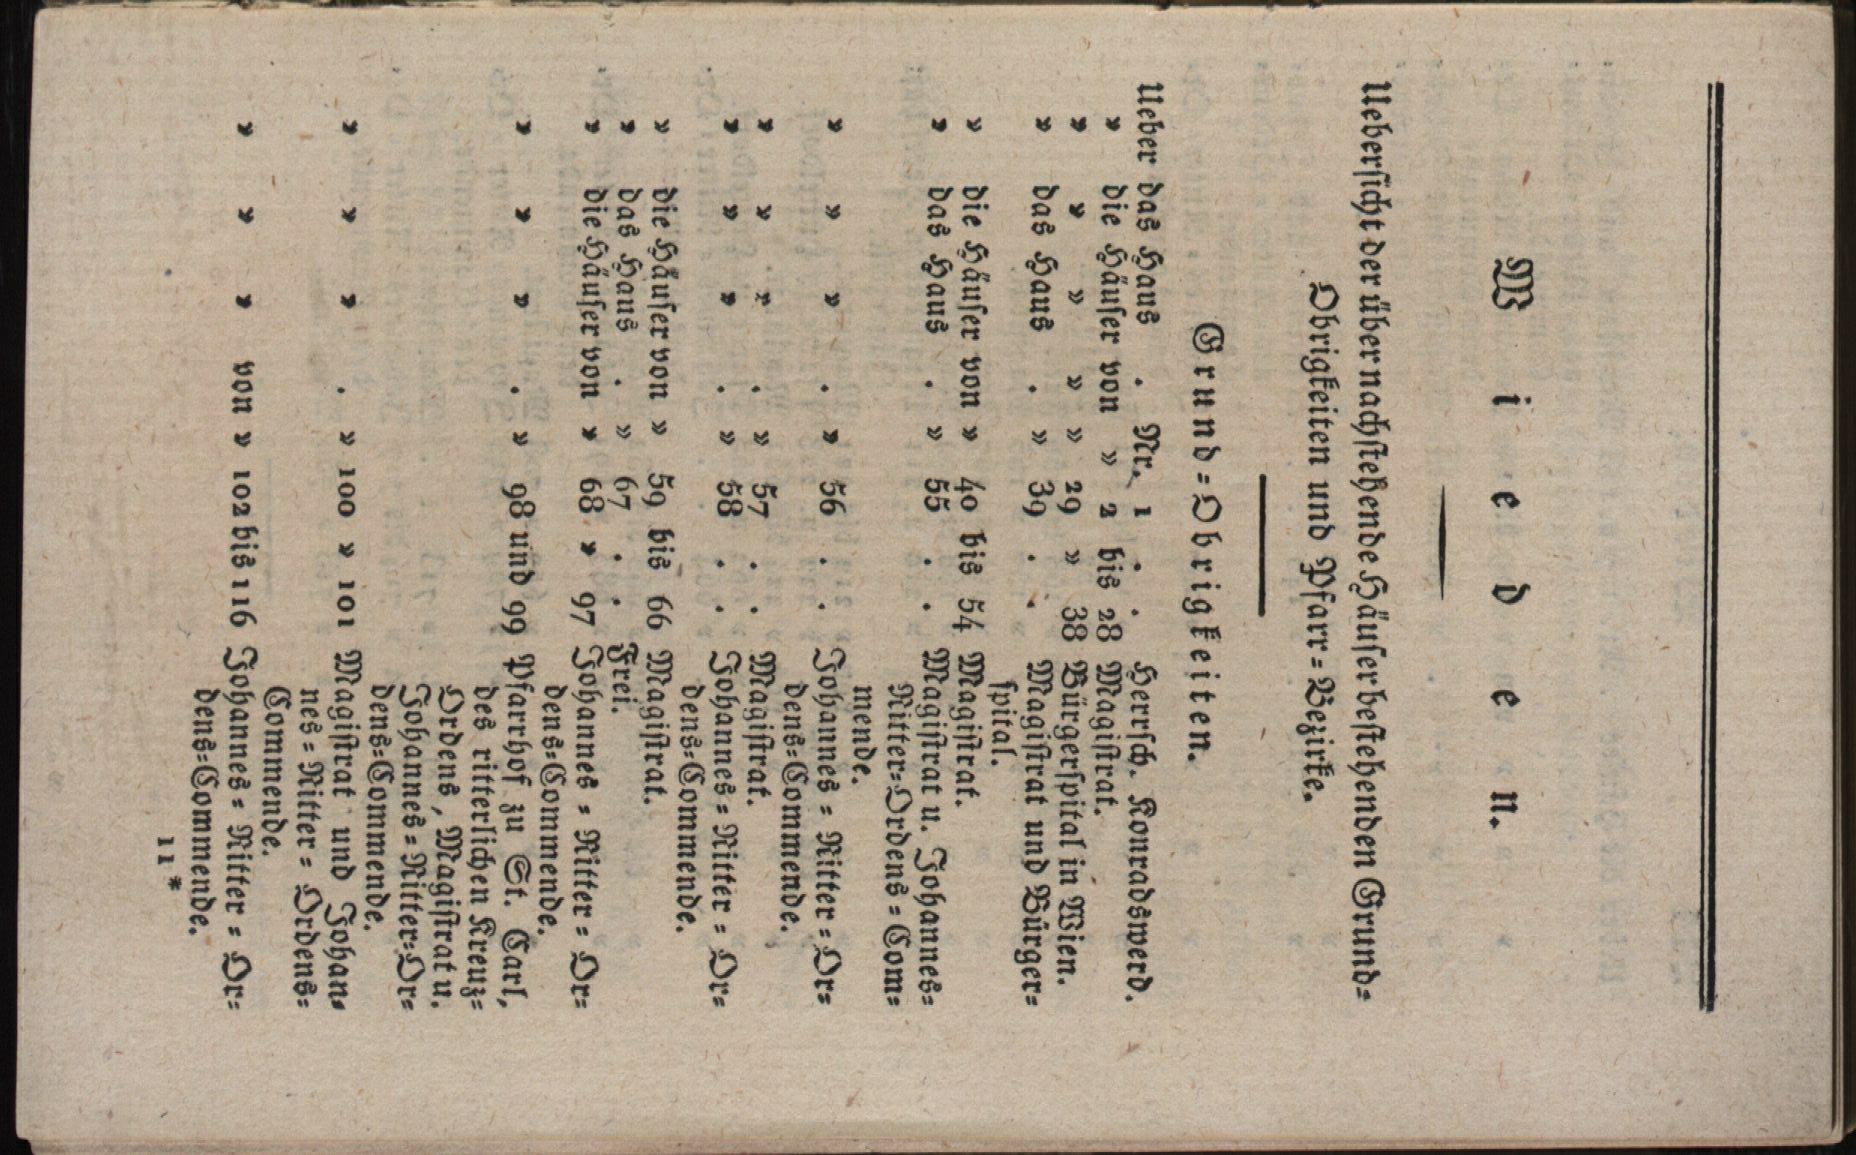 Wieden.
Uebersicht der über nachstehende Häuser bestehenden Grund=
Obrigkeiten und Pfarr=Bezirke.
Grund=Obrigkeiten.
Ueber das Haus . Nr. 1 . . Herrsch. Konradswerd.
» die Häuser von » 2 bis 28 Magistrat.
» » » » » 29 » 38 Bürgerspital in Wien.
» das Haus . » 39 . . Magistrat und Bürger=
spital.
» die Häuser von » 40 bis 54 Magistrat.
» das Haus . » 55 . . Magistrat u. Johannes=
Ritter=Ordens=Com=
mende.
» » » . » 56 . . Johannes=Ritter=Or=
dens=Commende.
» » » . » 57 . . Magistrat.
» » » . » 58 . . Johannes=Ritter=Or=
dens=Commende.
» die Häuser von » 59 bis 66 Magistrat.
» das Haus . » 67 . . Frei.
» die Häuser von » 68 » 97 Johannes=Ritter=Or=
dens=Commende.
» » » . » 98 und 99 Pfarrhof zu St. Carl,
des ritterlichen Kreuz=
Ordens, Magistrat u.
Johannes=Ritter=Or=
dens=Commende.
» » » . » 100 » 101 Magistrat und Johan=
nes=Ritter=Ordens=
Commende.
» » » von » 102 bis 116 Johannes=Ritter=Or=
dens=Commende.
11*